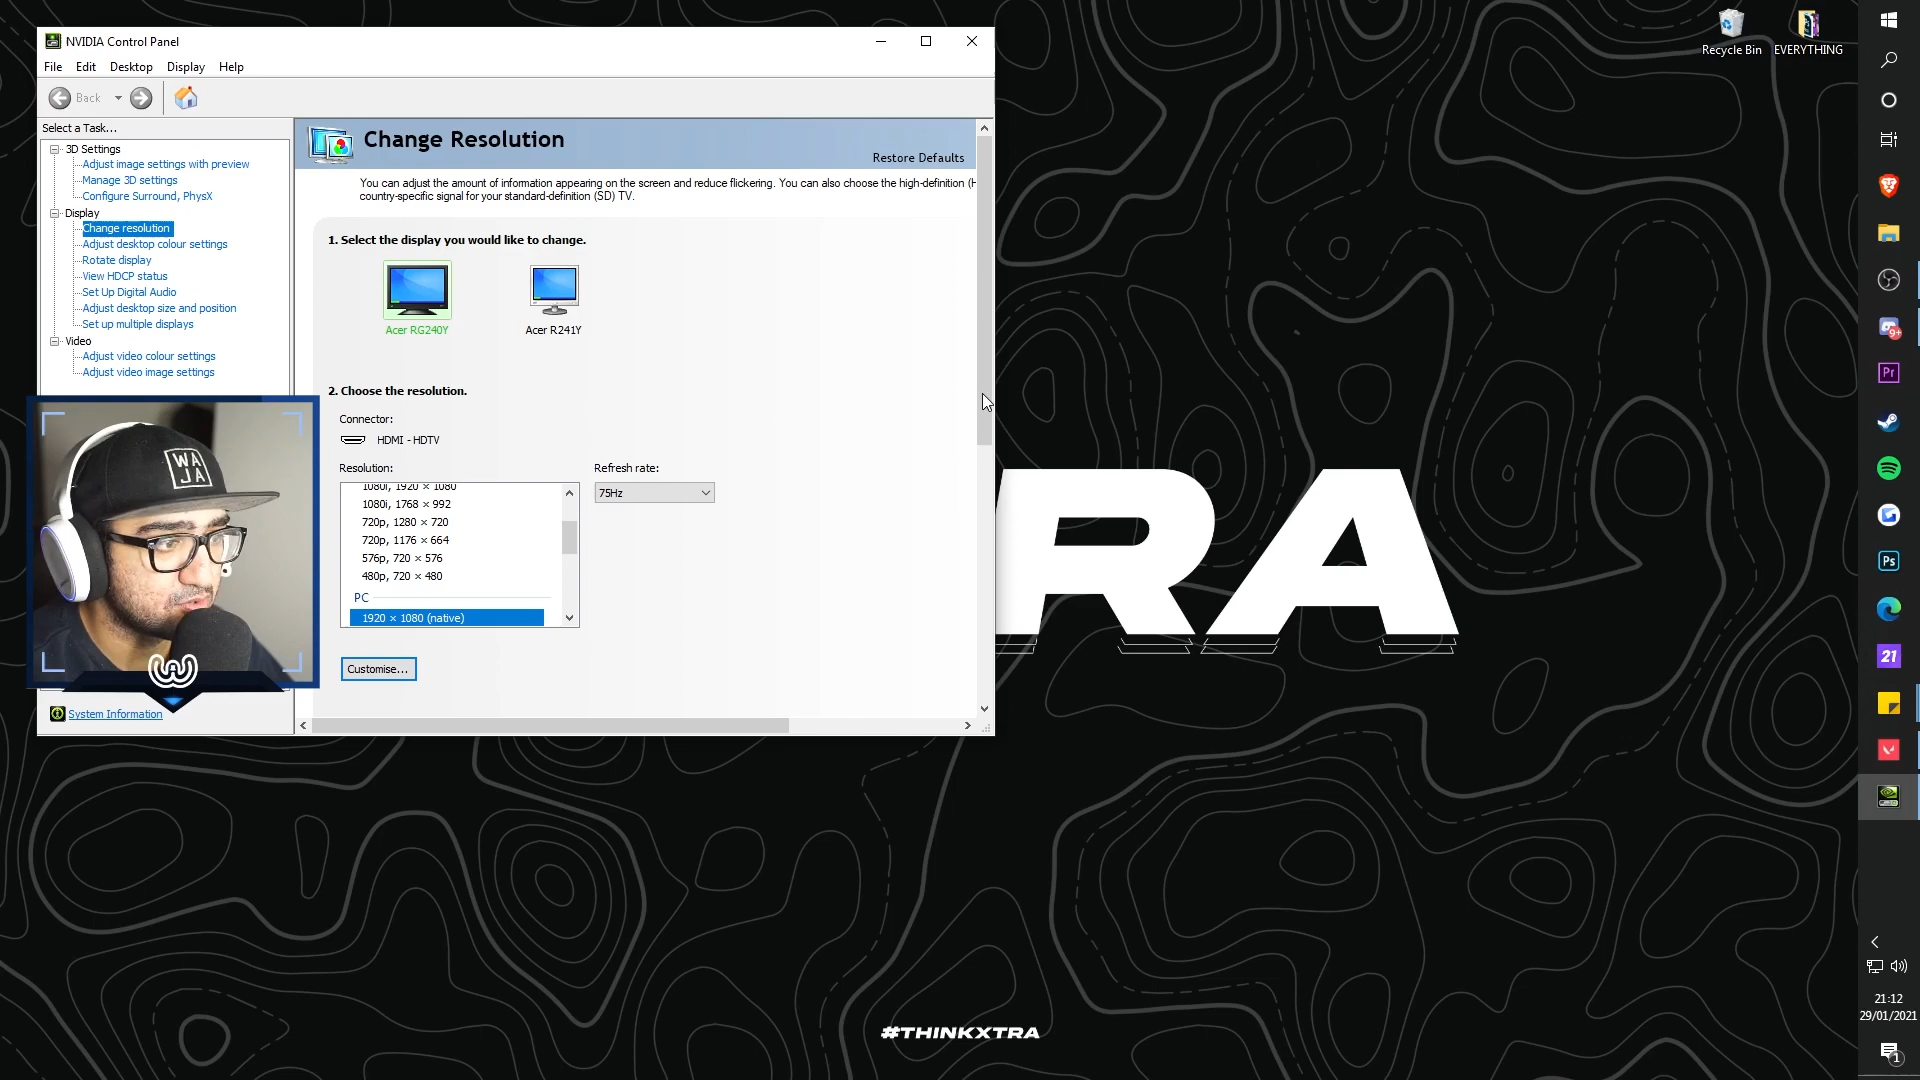 NVIDIA Control Panel
File Edit Desktop Display Help
Back
Select a Task...
3D Settings
Adjust image settings with preview
Manage 3D settings
Configure Surround, PhysX
Display
Change resolution
Adjust desktop colour settings
Rotate display
View HDCP status
Set Up Digital Audio
Adjust desktop size and position
Set up multiple displays
Video
Adjust video colour settings
Adjust video image settings
System Information
Change Resolution
Restore Defaults
You can adjust the amount of information appearing on the screen and reduce flickering. You can also choose the high-definition (H
country-specific signal for your standard-definition (SD) TV.
1. Select the display you would like to change.
Acer RG240Y
Acer R241Y
2. Choose the resolution.
Connector:
HDMI - HDTV
Resolution:
Refresh rate:
1080i, 1920 × 1080
75Hz
1080i, 1768 × 992
720p, 1280 × 720
720p, 1176 × 664
576p, 720 × 576
480p, 720 × 480
PC
1920 × 1080 (native)
Customise...
WA
JA
RA
#THINKXTRA
Recycle Bin
EVERYTHING
9+
Pr
Ps
21
21:12
29/01/2021
1